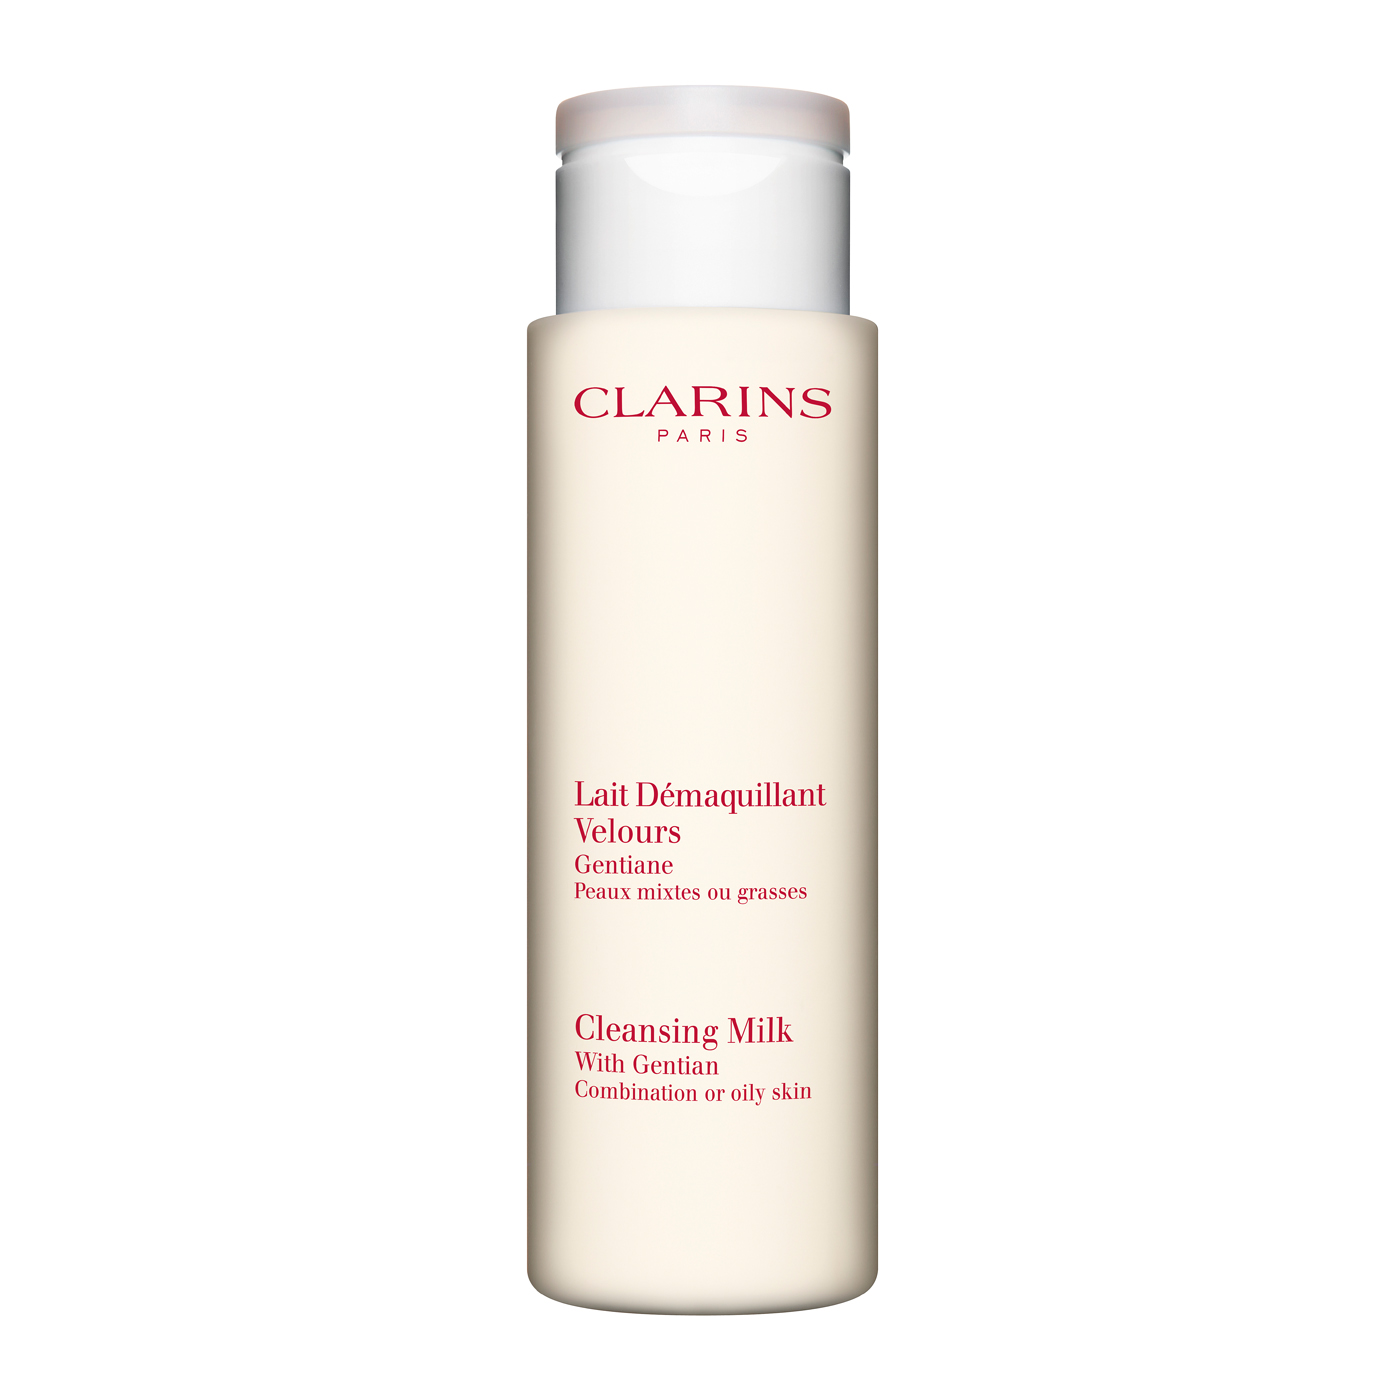 CLARINS
PARIS
Lait Démaquillant
Velours
Gentiane
Peaux mixtes ou grasses
Cleansing Milk
With Gentian
Combination or oily skin